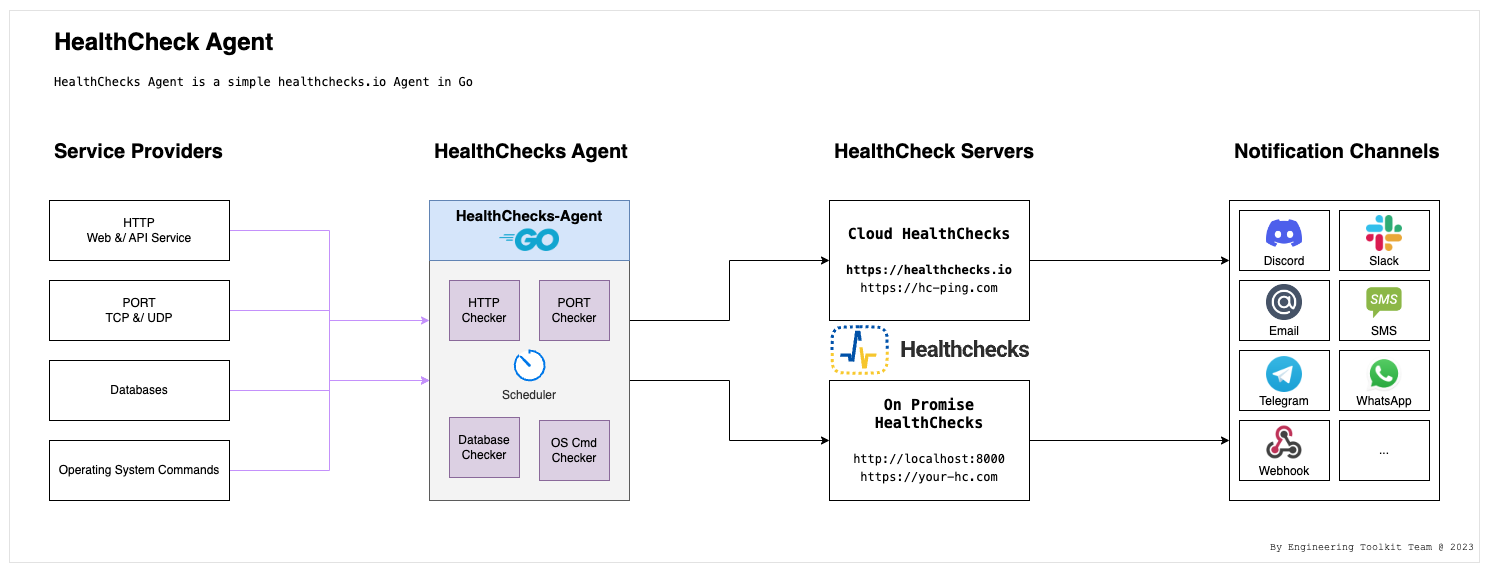 HealthCheck Agent
HealthChecks Agent is a simple healthchecks.io Agent in Go
Service Providers
HTTP
Web &/ API Service
PORT
TCP &/ UDP
Databases
Operating System Commands
HealthChecks Agent
HealthChecks-Agent
GO
HTTP
Checker
PORT
Checker
Scheduler
Database
Checker
OS Cmd
Checker
HealthCheck Servers
Cloud HealthChecks
https://healthchecks.io
https://hc-ping.com
Healthchecks
On Promise
HealthChecks
http://localhost:8000
https://your-hc.com
Notification Channels
Discord
Slack
Email
SMS
SMS
Telegram
WhatsApp
Webhook
...
By Engineering Toolkit Team @ 2023